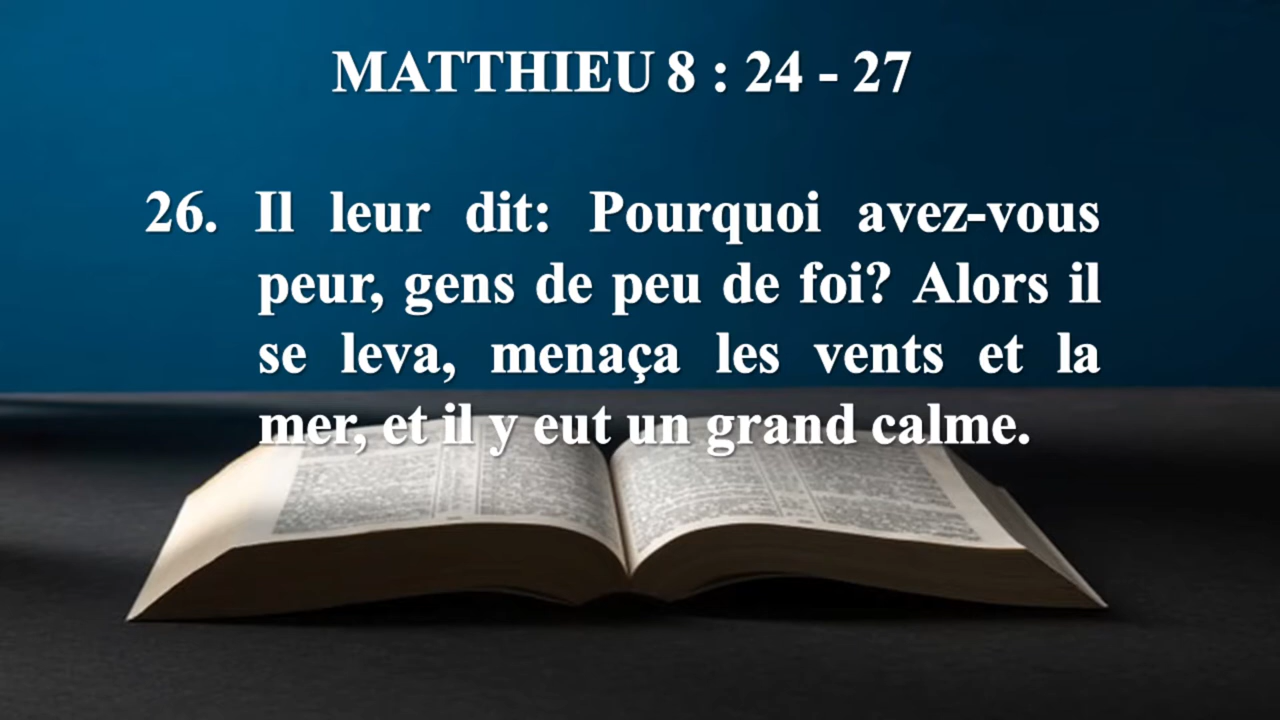 MATTHIEU 8 : 24 - 27
26. Il leur dit: Pourquoi avez-vous
peur, gens de peu de foi? Alors il
se leva, menaça les vents et la
mer, et il y eut un grand calme.